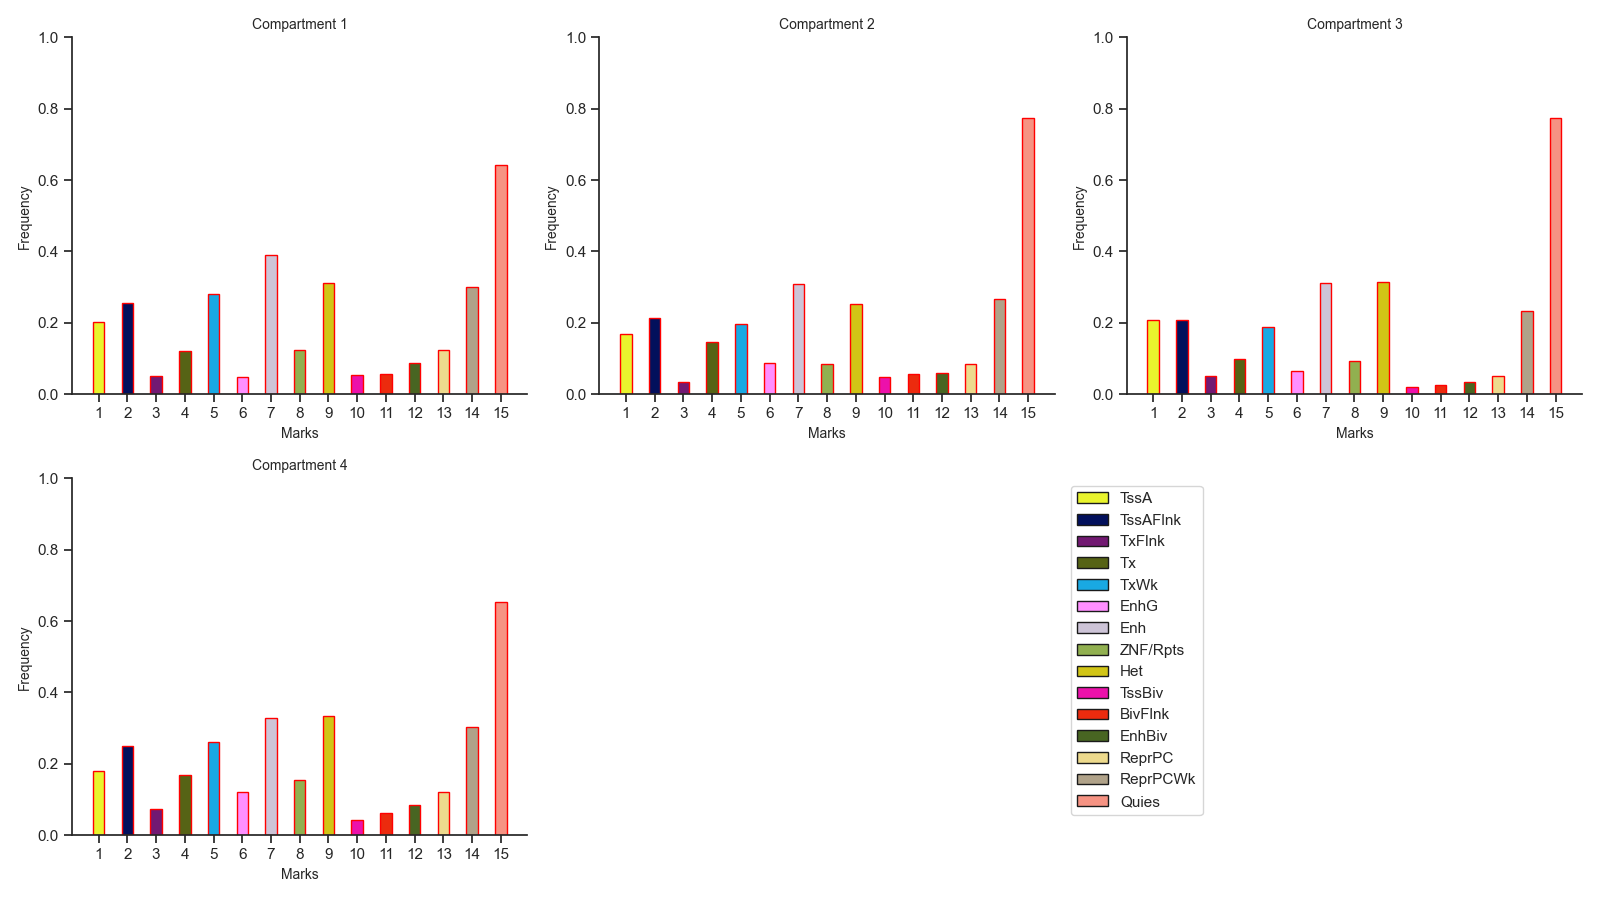 Compartment 1
1.0
0.8
0.6
0.4
0.2
0.0
Frequency
1 2 3 4 5 6 7 8 9 10 11 12 13 14 15
Marks
Compartment 2
1.0
0.8
0.6
0.4
0.2
0.0
Frequency
1 2 3 4 5 6 7 8 9 10 11 12 13 14 15
Marks
Compartment 3
1.0
0.8
0.6
0.4
0.2
0.0
Frequency
1 2 3 4 5 6 7 8 9 10 11 12 13 14 15
Marks
Compartment 4
1.0
0.8
0.6
0.4
0.2
0.0
Frequency
1 2 3 4 5 6 7 8 9 10 11 12 13 14 15
Marks
TssA
TssAFlnk
TxFlnk
Tx
TxWk
EnhG
Enh
ZNF/Rpts
Het
TssBiv
BivFlnk
EnhBiv
ReprPC
ReprPCWk
Quies